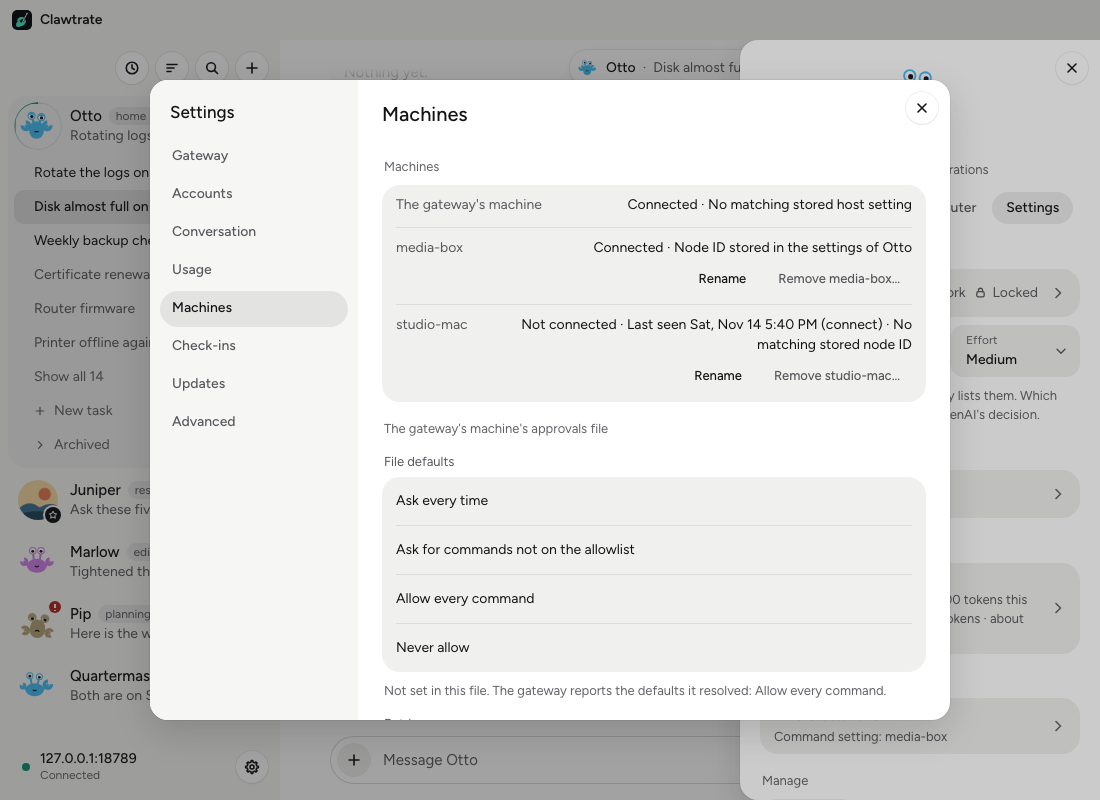 Clawtrate
Nothing yet.
Otto · Disk almost fu
Otto home
Rotating logs
Rotate the logs on
Disk almost full on
Weekly backup che
Certificate renewa
Router firmware
Printer offline again
Show all 14
New task
Archived
Juniper res
Ask these five
Marlow edi
Tightened th
Pip planning
Here is the w
Quartermas
Both are on S
127.0.0.1:18789
Connected
Settings
Gateway
Accounts
Conversation
Usage
Machines
Check-ins
Updates
Advanced
Machines
Machines
The gateway's machine Connected · No matching stored host setting
media-box Connected · Node ID stored in the settings of Otto
Rename Remove media-box…
studio-mac Not connected · Last seen Sat, Nov 14 5:40 PM (connect) · No
matching stored node ID
Rename Remove studio-mac…
The gateway's machine's approvals file
File defaults
Ask every time
Ask for commands not on the allowlist
Allow every command
Never allow
Not set in this file. The gateway reports the defaults it resolved: Allow every command.
Message Otto
rations
uter Settings
ork Locked
Effort
Medium
y lists them. Which
enAI's decision.
00 tokens this
okens · about
Command setting: media-box
Manage